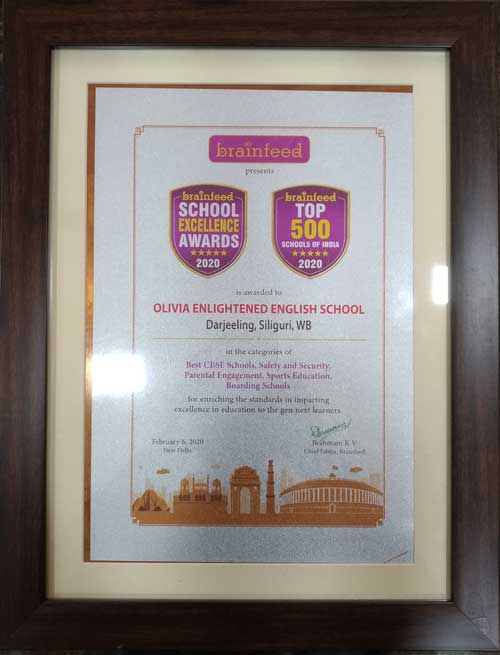 brainfeed
presents
brainfeed
SCHOOL
EXCELLENCE
AWARDS
2020
brainfeed
TOP
500
SCHOOLS OF INDIA
2020
is awarded to
OLIVIA ENLIGHTENED ENGLISH SCHOOL
Darjeeling, Siliguri, WB
in the categories of
Best CBSE Schools, Safety and Security,
Parental Engagement, Sports Education,
Boarding Schools
for enriching the standards in imparting
excellence in education to the gen next learners.
February 6, 2020
New Delhi.
Brahmam K V
Chief Editor, Brainfeed